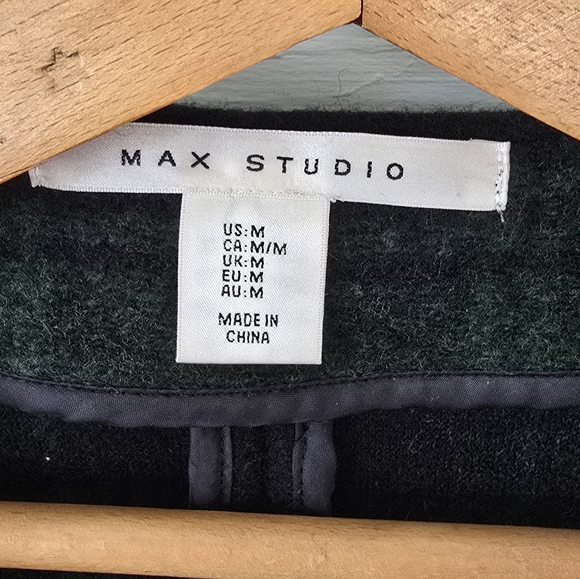 MAX STUDIO
US:M
CA:M/M
UK:M
EU:M
AU:M
MADE IN
CHINA